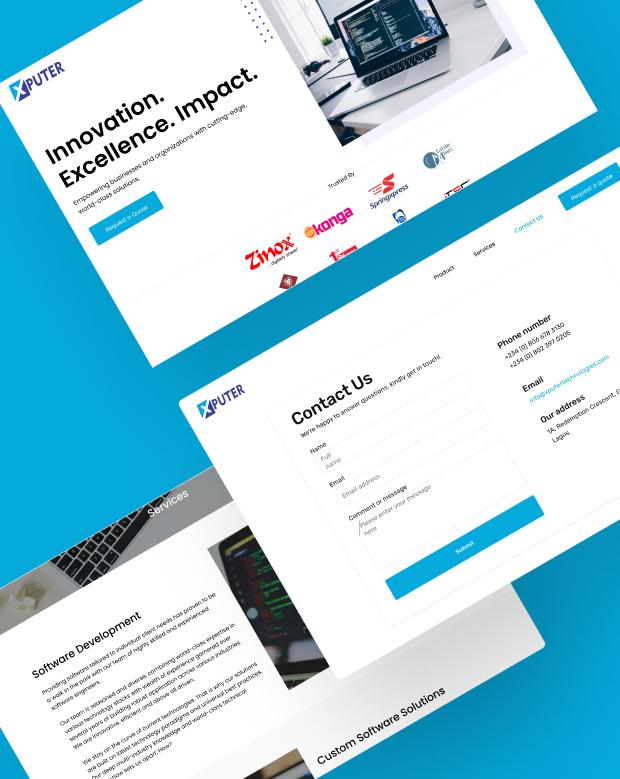 XPUTER
Innovation.
Excellence. Impact.
Empowering businesses and organizations with cutting-edge,
world-class solutions.
Request a Quote
Trusted By
Zinox
...digitally ahead
konga
Springxpress
table
4two
XPUTER
Product
Services
Contact Us
Request a quote
Contact Us
We're happy to answer questions, kindly get in touch!.
Name
Full
name
Email
Email address
Comment or message
Please enter your message
here
Submit
Phone number
+234 (0) 806 678 3130
+234 (0) 802 397 0205
Email
info@xputertechnologies.com
Our address
1A, Redemption Crescent,
Lagos.
Services
Software Development
Providing software tailored to individual client needs has proven to be
a walk in the park with our team of highly skilled and experienced
software engineers.
Our team is seasoned and diverse, combining world-class expertise in
various technology stacks with wealth of experience garnered over
several years of building robust application across various industries.
We are innovative, efficient and above all driven.
We stay on the curve of current technologies. That is why our solutions
are built on latest technology paradigms and universal best practices.
Our deep multi-industry knowledge and world-class technical
how sets us apart. How?
Custom Software Solutions